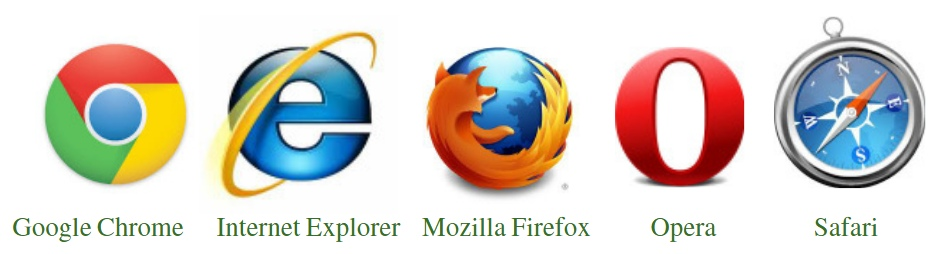 N
E
W
S
Google Chrome Internet Explorer Mozilla Firefox Opera Safari